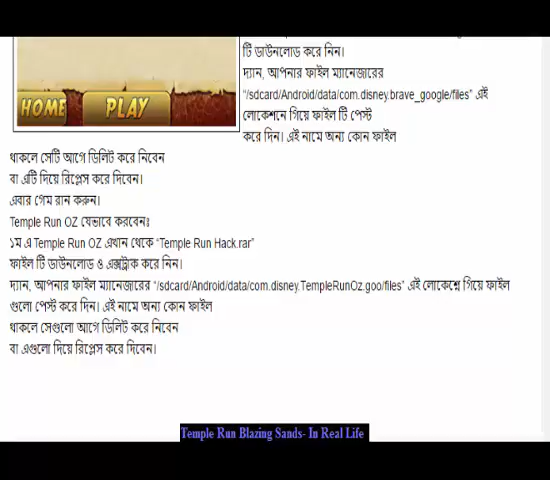 টি ডাউনলোড করে নিন।
দ্যান, আপনার ফাইল ম্যানেজারের
“/sdcard/Android/data/com.disney.brave_google/files” এই
লোকেশনে গিয়ে ফাইল টি পেস্ট
করে দিন। এই নামে অন্য কোন ফাইল
HOME PLAY
থাকলে সেটি আগে ডিলিট করে নিবেন
বা এটি দিয়ে রিপ্লেস করে দিবেন।
এবার গেম রান করুন।
Temple Run OZ যেভাবে করবেনঃ
১ম এ Temple Run OZ এখান থেকে “Temple Run Hack.rar”
ফাইল টি ডাউনলোড ও এক্সট্রাক্ট করে নিন।
দ্যান, আপনার ফাইল ম্যানেজারের “/sdcard/Android/data/com.disney.TempleRunOz.goo/files” এই লোকেশ্নে গিয়ে ফাইল
গুলো পেস্ট করে দিন। এই নামে অন্য কোন ফাইল
থাকলে সেগুলো আগে ডিলিট করে নিবেন
বা এগুলো দিয়ে রিপ্লেস করে দিবেন।
Temple Run Blazing Sands- In Real Life